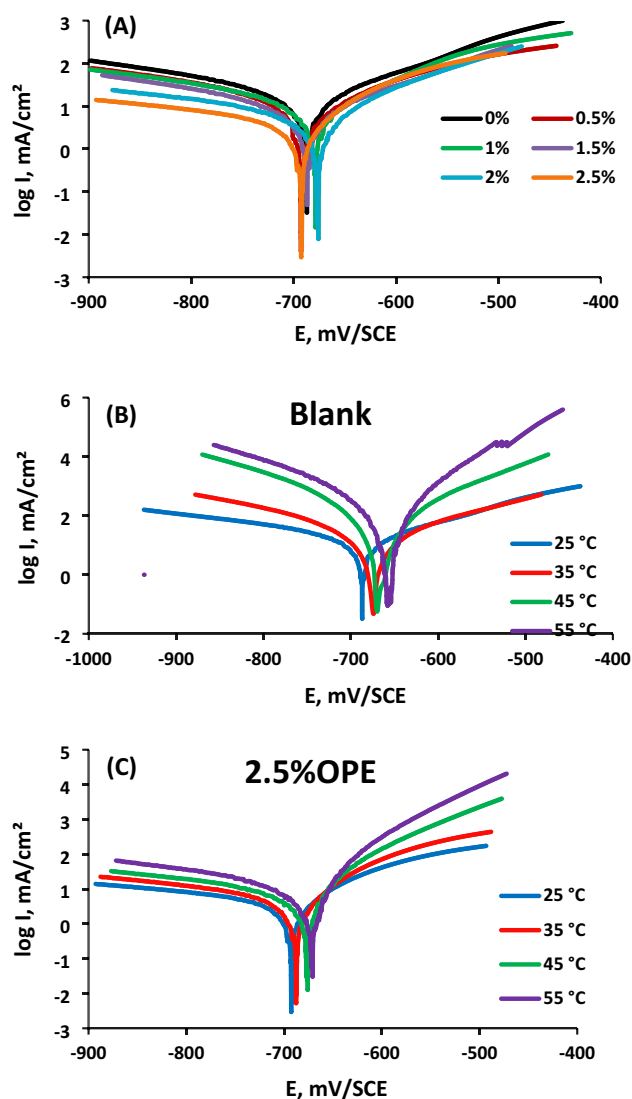 (A)
3
2
1
0
-1
-2
-3
log I, mA/cm²
0% 0.5%
1% 1.5%
2% 2.5%
-900 -800 -700 -600 -500 -400
E, mV/SCE
(B) Blank
6
4
2
0
-2
log I, mA/cm²
25 °C
35 °C
45 °C
55 °C
-1000 -900 -800 -700 -600 -500 -400
E, mV/SCE
(C) 2.5%OPE
5
4
3
2
1
0
-1
-2
-3
log I, mA/cm²
25 °C
35 °C
45 °C
55 °C
-900 -800 -700 -600 -500 -400
E, mV/SCE